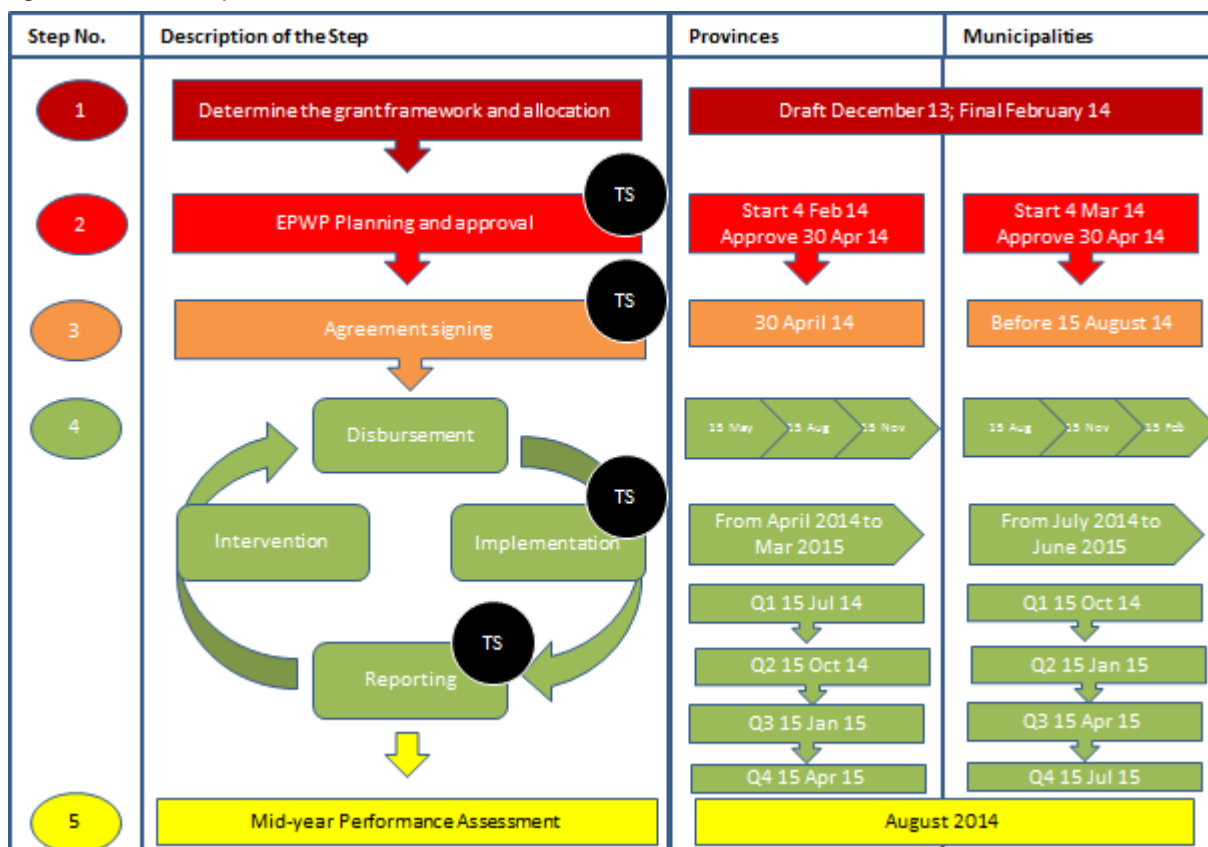 Step No.
Description of the Step
Provinces
Municipalities
1
Determine the grant framework and allocation
Draft December 13; Final February 14
2
EPWP Planning and approval
TS
Start 4 Feb 14
Approve 30 Apr 14
Start 4 Mar 14
Approve 30 Apr 14
3
Agreement signing
TS
30 April 14
Before 15 August 14
4
Disbursement
15 May
15 Aug
15 Nov
15 Aug
15 Nov
15 Feb
Intervention
Implementation
TS
From April 2014 to
Mar 2015
From July 2014 to
June 2015
Reporting
TS
Q1 15 Jul 14
Q2 15 Oct 14
Q3 15 Jan 15
Q4 15 Apr 15
Q1 15 Oct 14
Q2 15 Jan 15
Q3 15 Apr 15
Q4 15 Jul 15
5
Mid-year Performance Assessment
August 2014